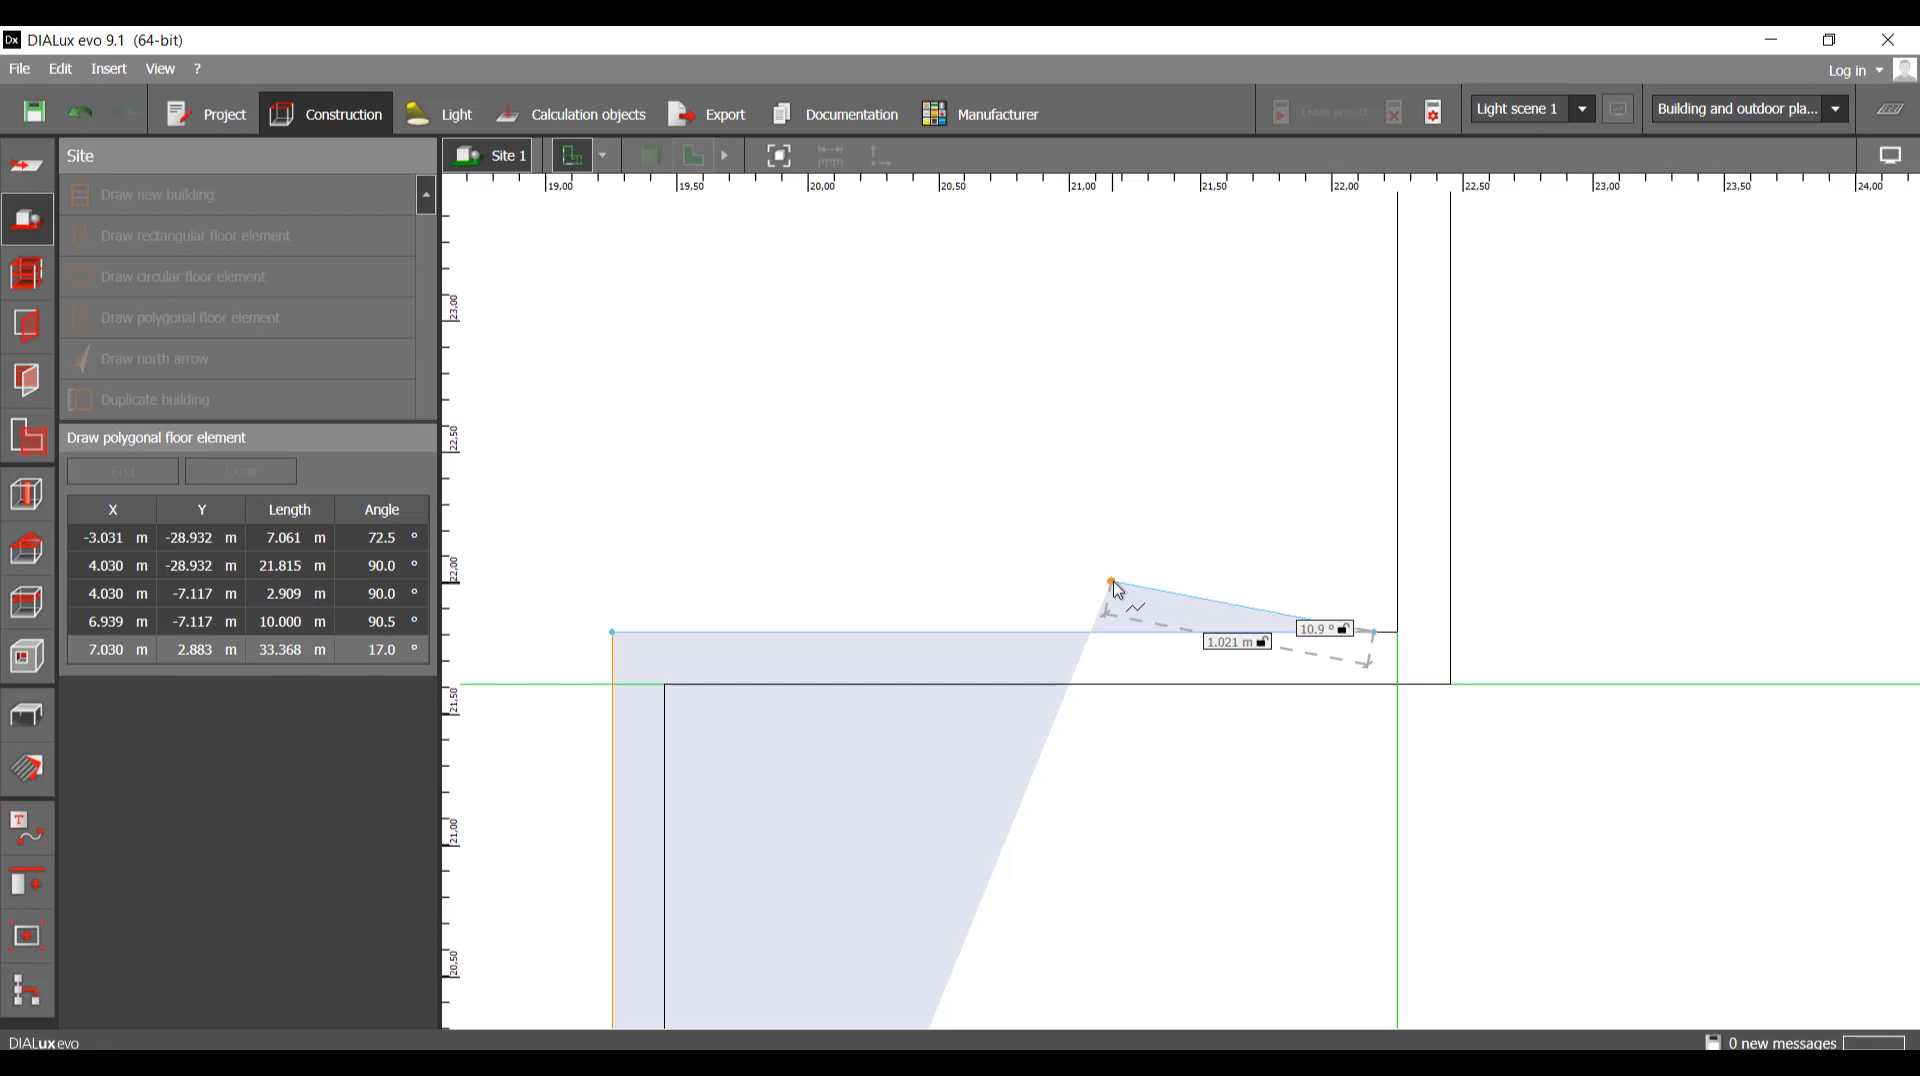 Dx DIALux evo 9.1 (64-bit)
File Edit Insert View ?
Log in
Project Construction Light Calculation objects Export Documentation Manufacturer
Entire project Light scene 1 Building and outdoor pla...
Site
Site 1
Draw new building
Draw rectangular floor element
Draw circular floor element
Draw polygonal floor element
Draw north arrow
Duplicate building
Draw polygonal floor element
End Close
X Y Length Angle
-3.031 m -28.932 m 7.061 m 72.5 °
4.030 m -28.932 m 21.815 m 90.0 °
4.030 m -7.117 m 2.909 m 90.0 °
6.939 m -7.117 m 10.000 m 90.5 °
7.030 m 2.883 m 33.368 m 17.0 °
19,00 19,50 20,00 20,50 21,00 21,50 22,00 22,50 23,00 23,50 24,00
23,00
22,50
22,00
21,50
21,00
20,50
10.9 °
1.021 m
T
DIALux evo
0 new messages